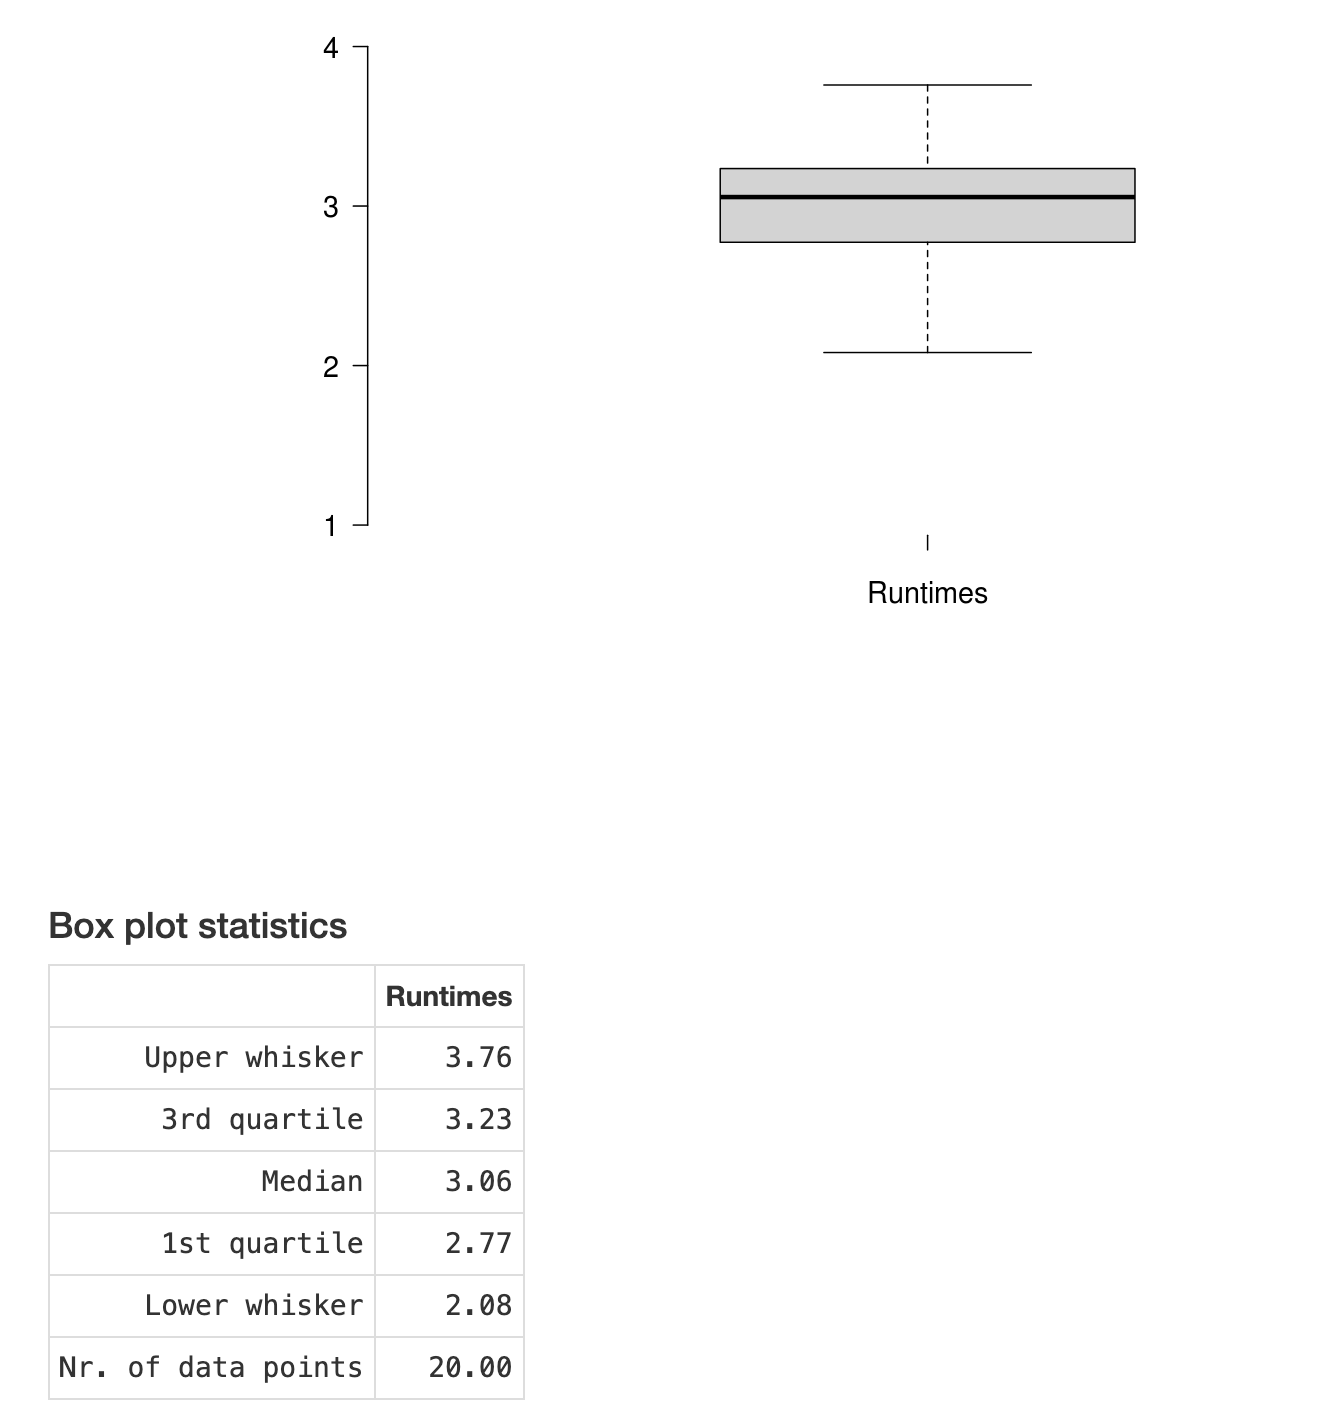 4
3
2
1
Runtimes
Box plot statistics
Runtimes
Upper whisker 3.76
3rd quartile 3.23
Median 3.06
1st quartile 2.77
Lower whisker 2.08
Nr. of data points 20.00